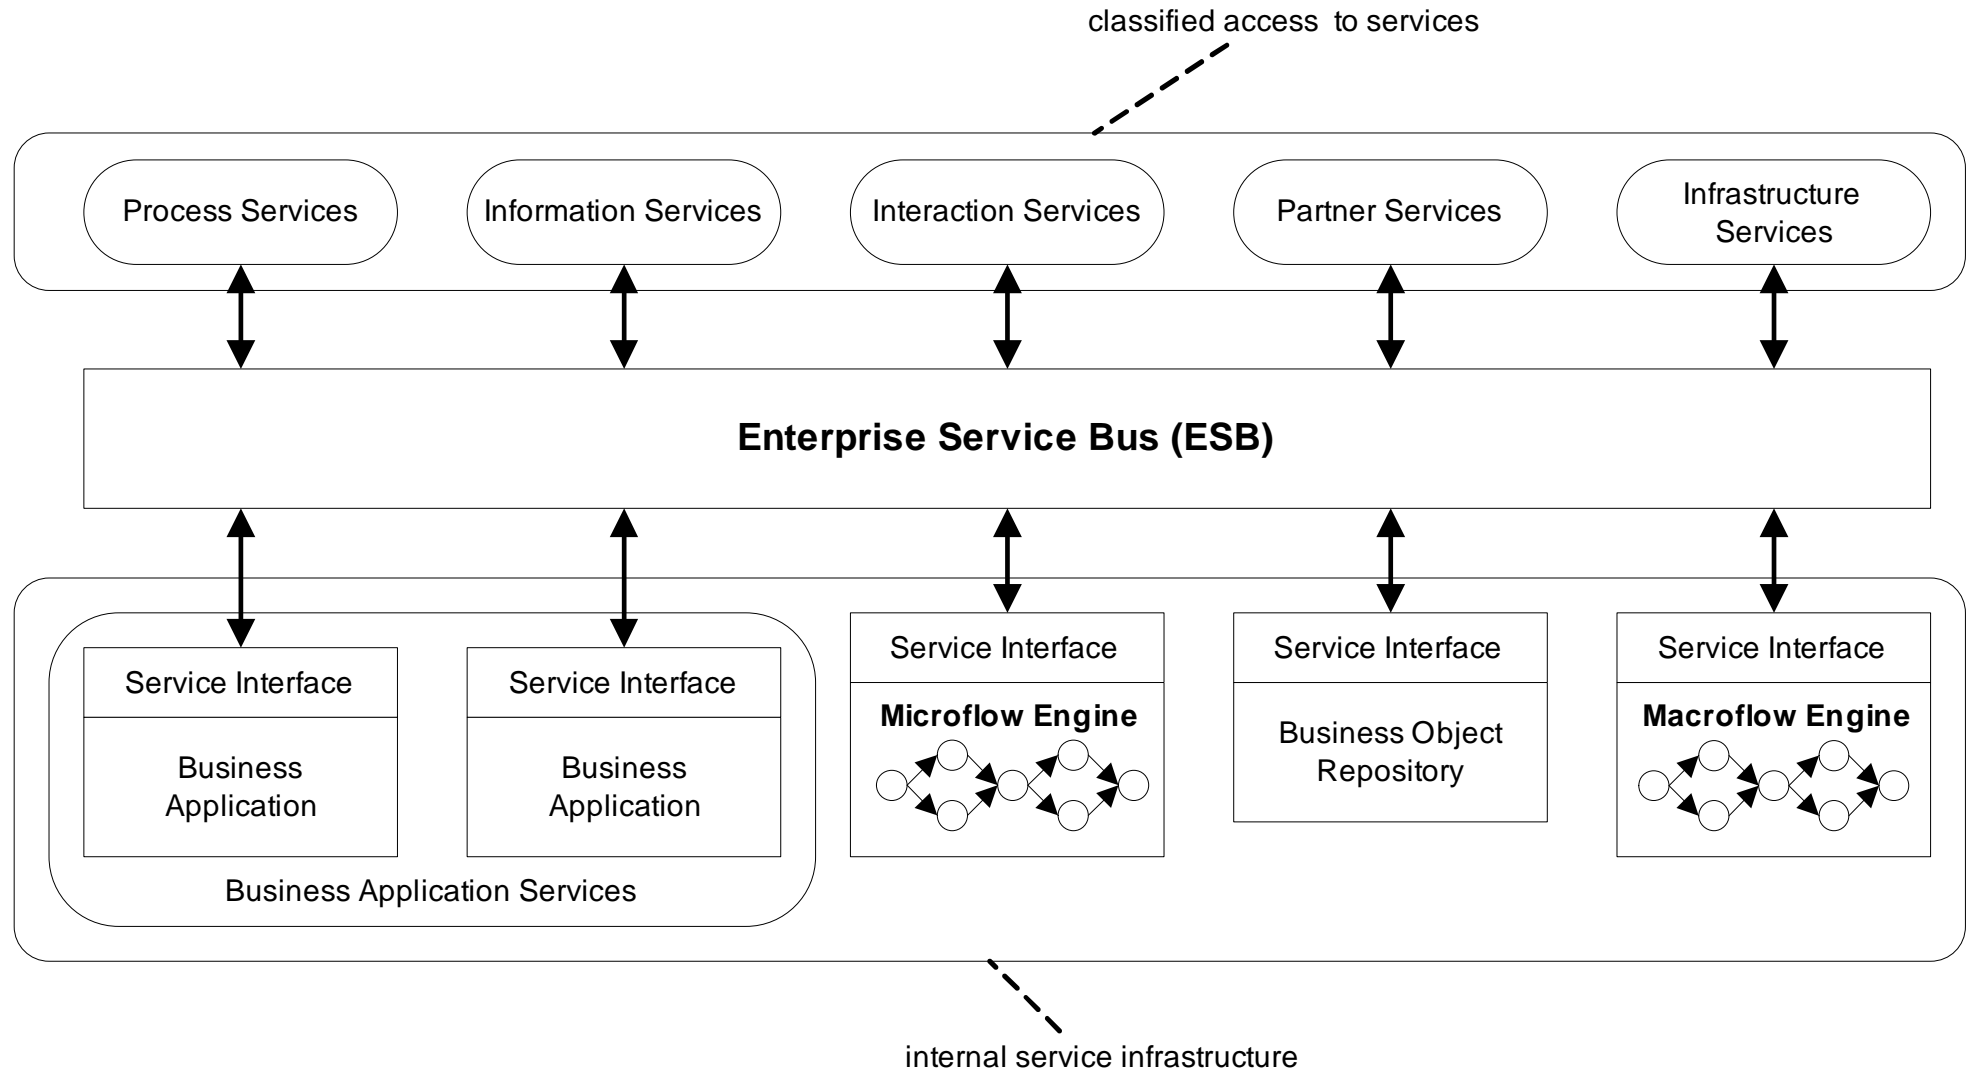 classified access to services
Process Services
Information Services
Interaction Services
Partner Services
Infrastructure
Services
Enterprise Service Bus (ESB)
Service Interface
Business
Application
Service Interface
Business
Application
Business Application Services
Service Interface
Microflow Engine
Service Interface
Business Object
Repository
Service Interface
Macroflow Engine
internal service infrastructure